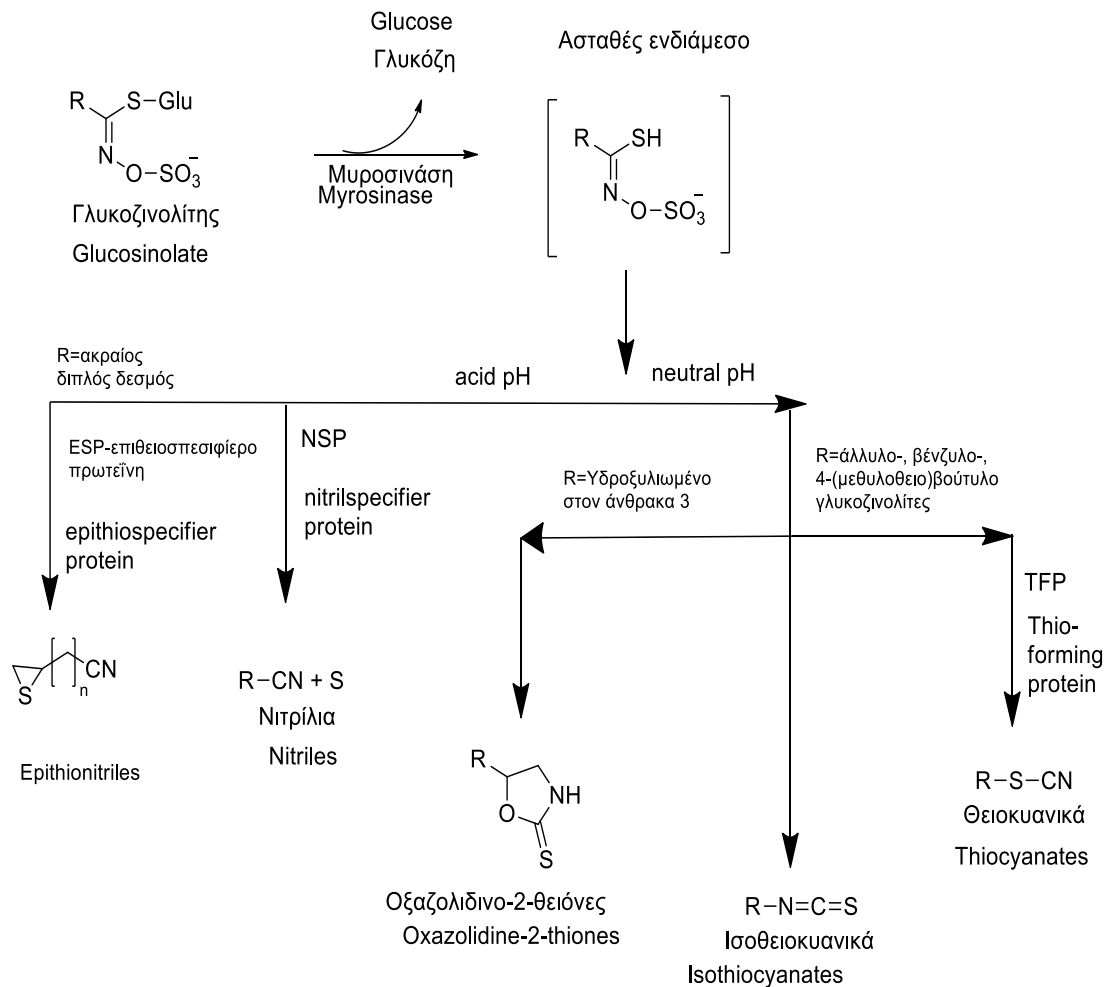 Glucose
Γλυκόζη
Ασταθές ενδιάμεσο
R
S–Glu
N
O–SO3−
Γλυκοζινολίτης
Glucosinolate
Μυροσινάση
Myrosinase
R
SH
N
O–SO3−
R=ακραίος
διπλός δεσμός
acid pH
neutral pH
ESP-επιθειοσπεσιφίερο
πρωτεΐνη
epithiospecifier
protein
NSP
nitrilspecifier
protein
R=Υδροξυλιωμένο
στον άνθρακα 3
R=άλλυλο-, βένζυλο-,
4-(μεθυλοθειο)βούτυλο
γλυκοζινολίτες
TFP
Thio-
forming
protein
S
CN
n
Epithionitriles
R–CN + S
Νιτρίλια
Nitriles
R
NH
O
S
Οξαζολιδινο-2-θειόνες
Oxazolidine-2-thiones
R–N=C=S
Ισοθειοκυανικά
Isothiocyanates
R–S–CN
Θειοκυανικά
Thiocyanates